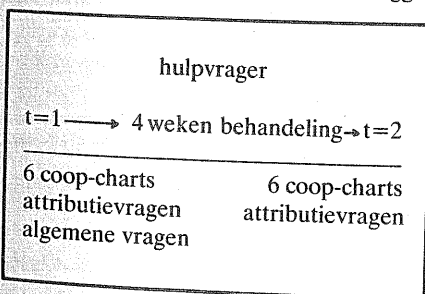 hulpvrager
t=1 → 4 weken behandeling → t=2
6 coop-charts 6 coop-charts
attributievragen attributievragen
algemene vragen